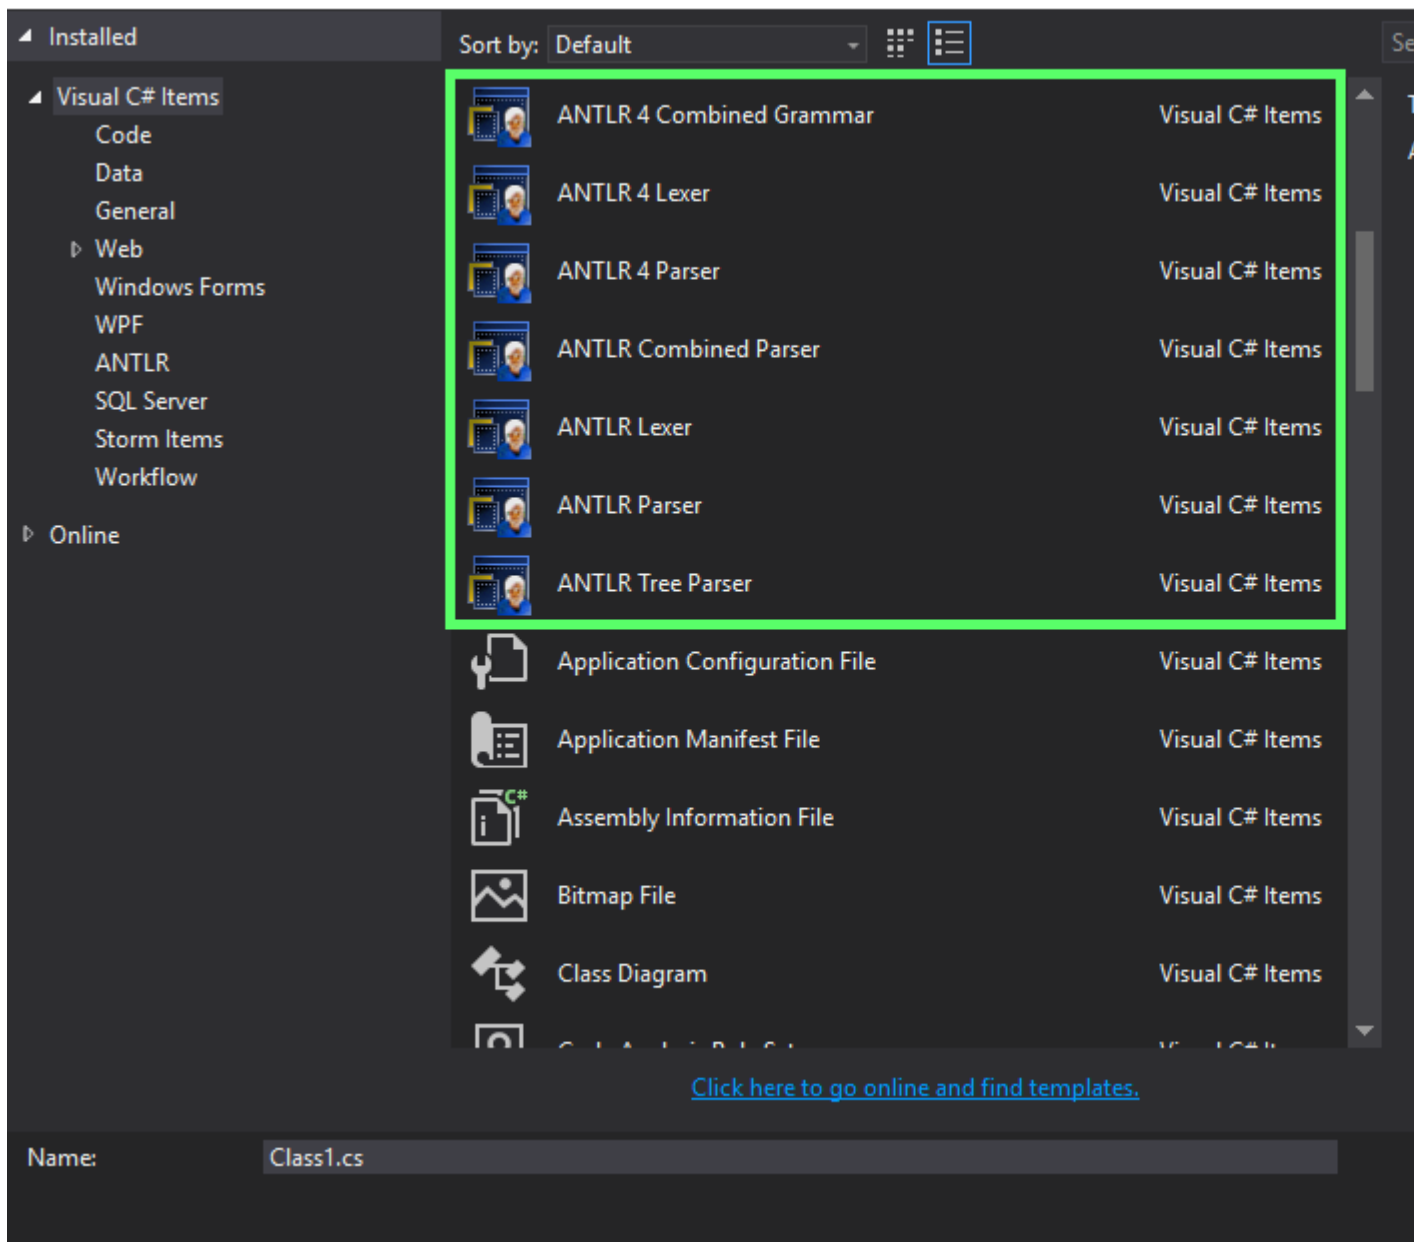 Installed
Sort by: Default
Visual C# Items
Code
Data
General
Web
Windows Forms
WPF
ANTLR
SQL Server
Storm Items
Workflow
Online
ANTLR 4 Combined Grammar Visual C# Items
ANTLR 4 Lexer Visual C# Items
ANTLR 4 Parser Visual C# Items
ANTLR Combined Parser Visual C# Items
ANTLR Lexer Visual C# Items
ANTLR Parser Visual C# Items
ANTLR Tree Parser Visual C# Items
Application Configuration File Visual C# Items
Application Manifest File Visual C# Items
C#
Assembly Information File Visual C# Items
Bitmap File Visual C# Items
Class Diagram Visual C# Items
Click here to go online and find templates.
Name: Class1.cs